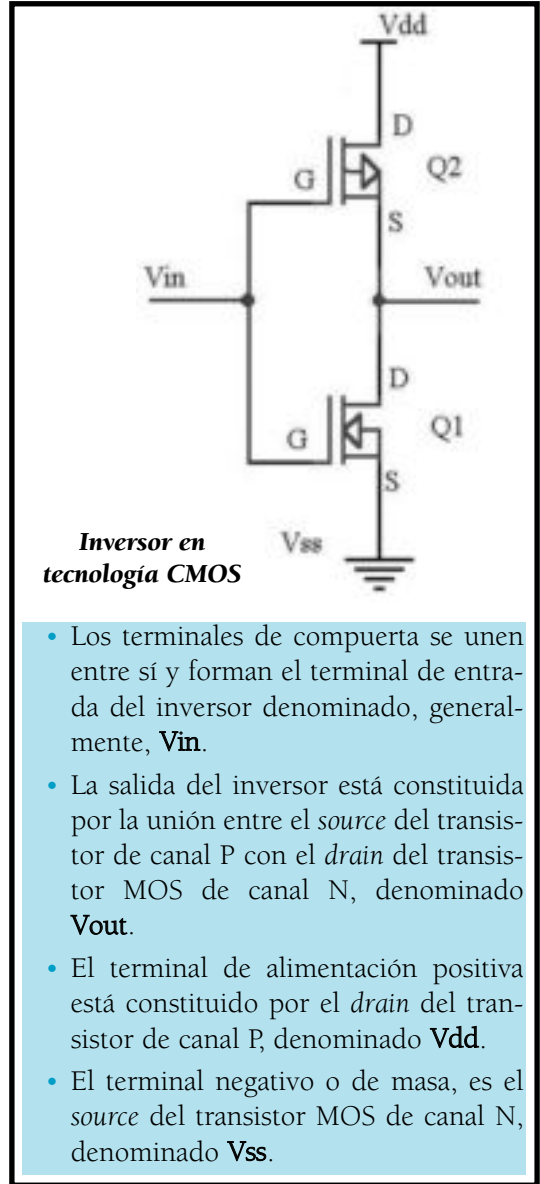 Vdd
D
Q2
G
S
Vin
Vout
D
Q1
G
S
Inversor en
tecnología CMOS
Vss
• Los terminales de compuerta se unen
entre sí y forman el terminal de entra-
da del inversor denominado, general-
mente, Vin.
• La salida del inversor está constituida
por la unión entre el source del transis-
tor de canal P con el drain del transis-
tor MOS de canal N, denominado
Vout.
• El terminal de alimentación positiva
está constituido por el drain del tran-
sistor de canal P, denominado Vdd.
• El terminal negativo o de masa, es el
source del transistor MOS de canal N,
denominado Vss.